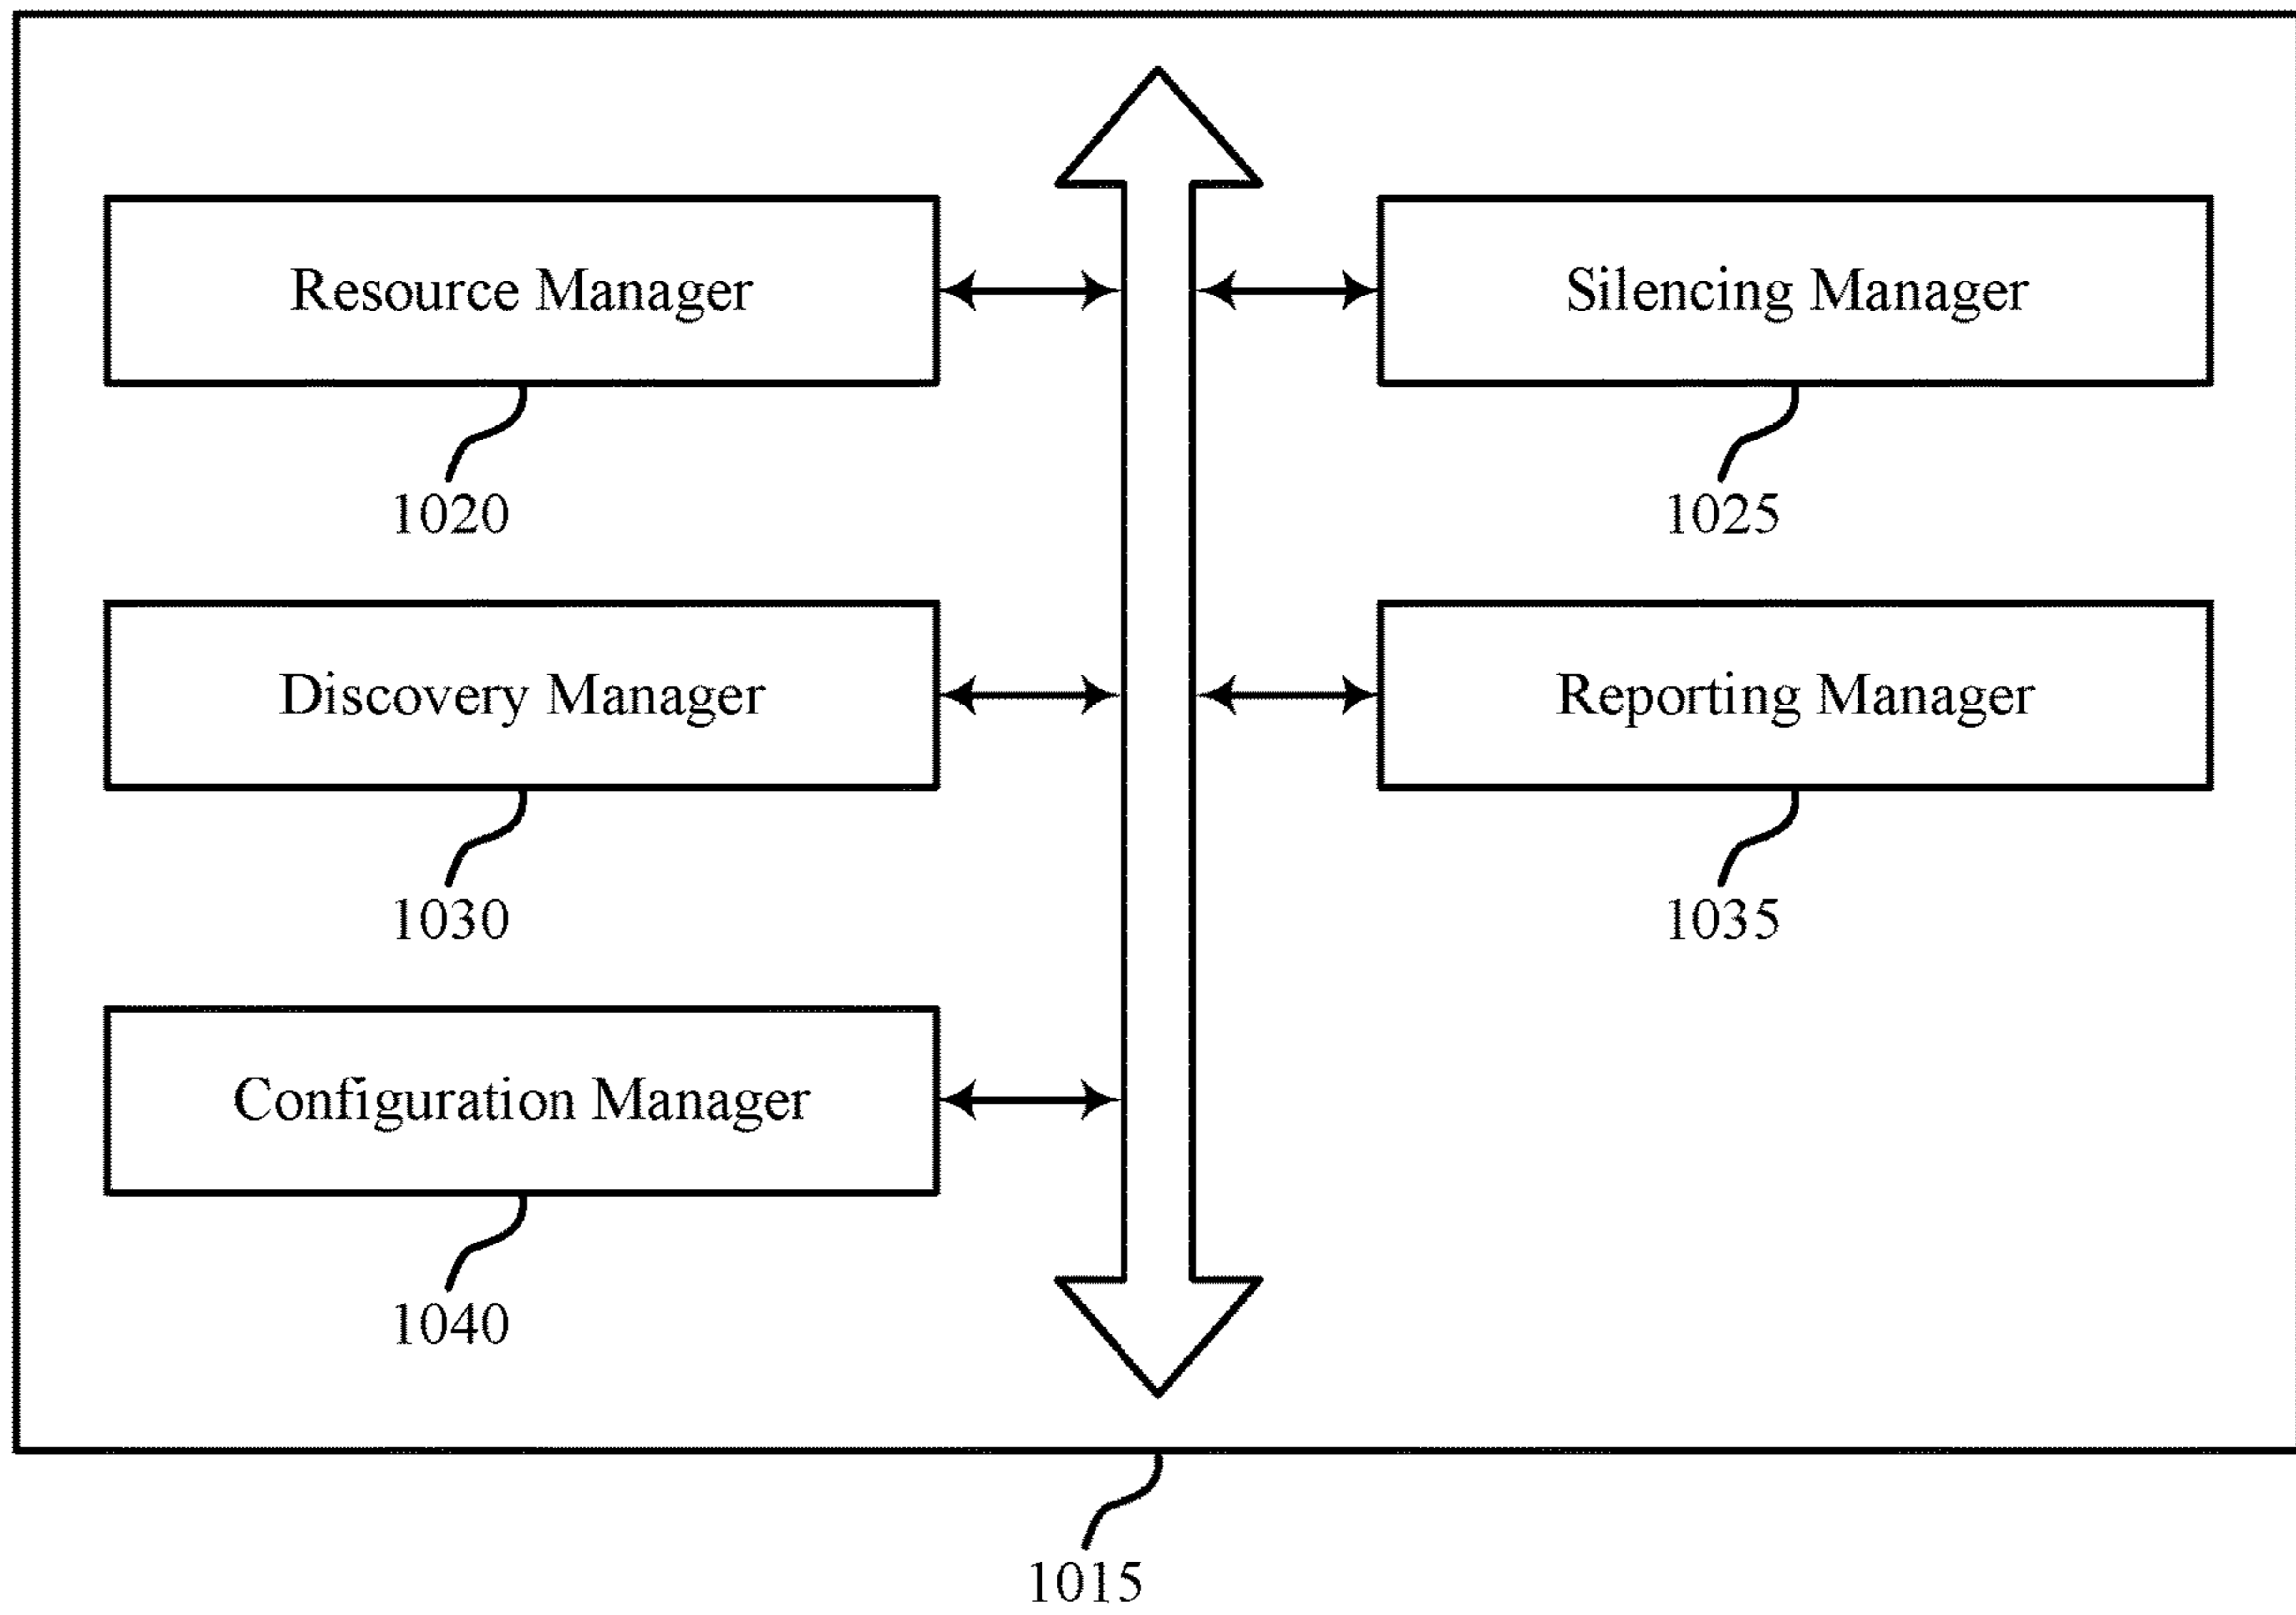 Resource Manager
Silencing Manager
1020
1025
Discovery Manager
Reporting Manager
1030
1035
Configuration Manager
1040
1015